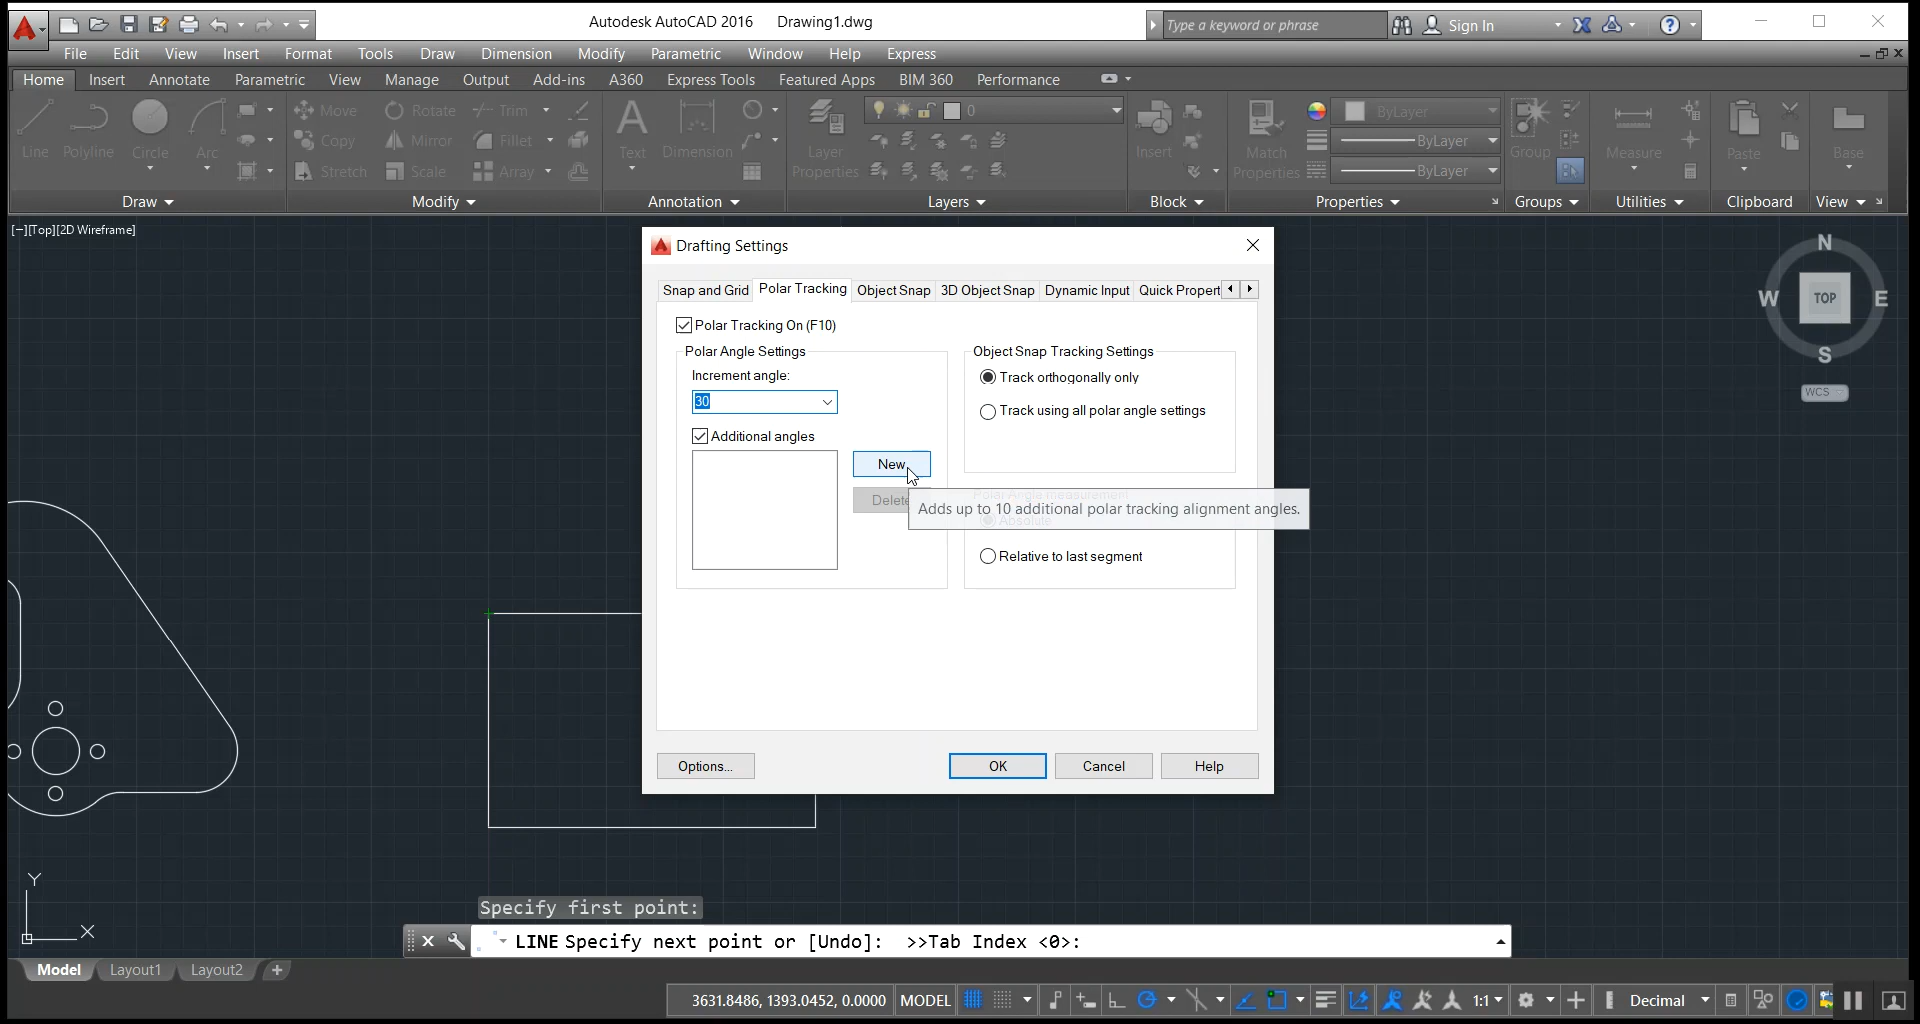 Autodesk AutoCAD 2016 Drawing1.dwg
Type a keyword or phrase
Sign In
File Edit View Insert Format Tools Draw Dimension Modify Parametric Window Help Express
Home Insert Annotate Parametric View Manage Output Add-ins A360 Express Tools Featured Apps BIM 360 Performance
Line Polyline Circle Arc
Move Rotate Trim
Copy Mirror Fillet
Stretch Scale Array
Text Dimension
Layer
Properties
0
Insert
Match
Properties
ByLayer
ByLayer
ByLayer
Group
Measure
Paste
Base
Draw Modify Annotation Layers Block Properties Groups Utilities Clipboard View
[−][Top][2D Wireframe]
N
W TOP E
S
WCS
Drafting Settings
Snap and Grid Polar Tracking Object Snap 3D Object Snap Dynamic Input Quick Propert
Polar Tracking On (F10)
Polar Angle Settings
Increment angle:
30
Additional angles
New
Delete
Object Snap Tracking Settings
Track orthogonally only
Track using all polar angle settings
Polar Angle measurement
Adds up to 10 additional polar tracking alignment angles.
Absolute
Relative to last segment
Options... OK Cancel Help
Y
X
Specify first point:
LINE Specify next point or [Undo]: >>Tab Index <0>:
Model Layout1 Layout2 +
3631.8486, 1393.0452, 0.0000 MODEL 1:1 Decimal